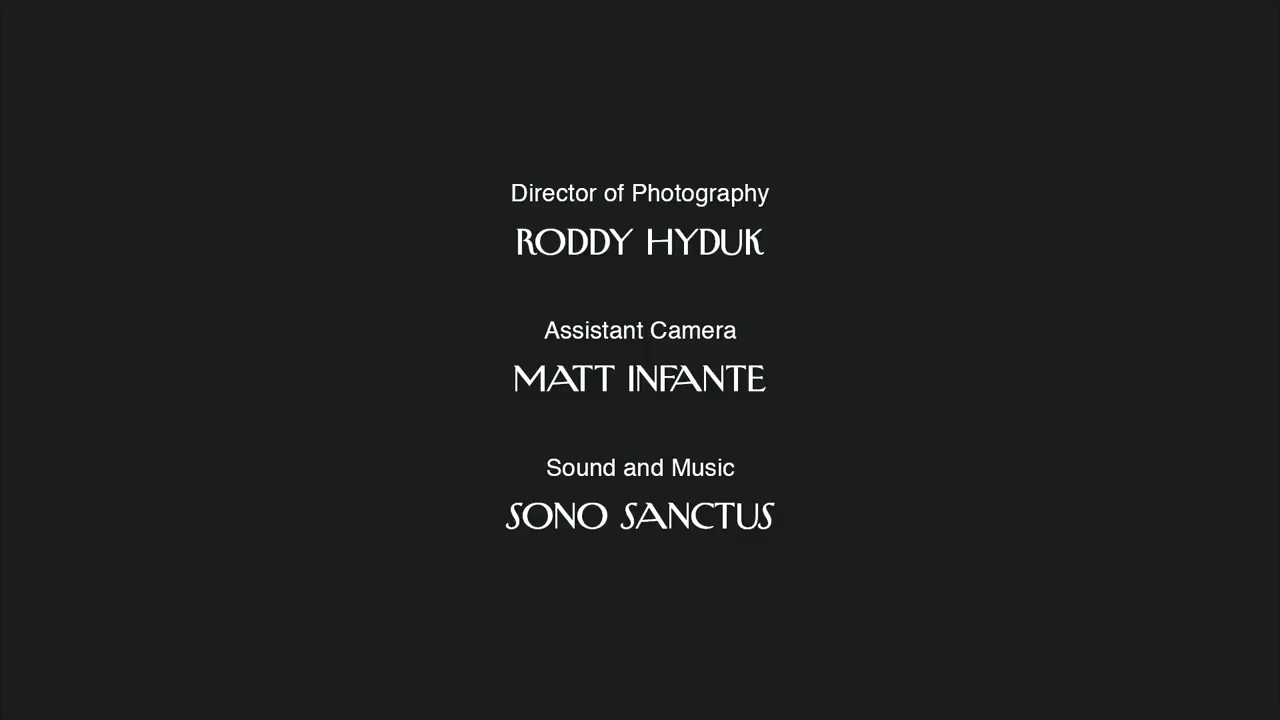 Director of Photography
RODDY HYDUK
Assistant Camera
MATT INFANTE
Sound and Music
SONO SANCTUS